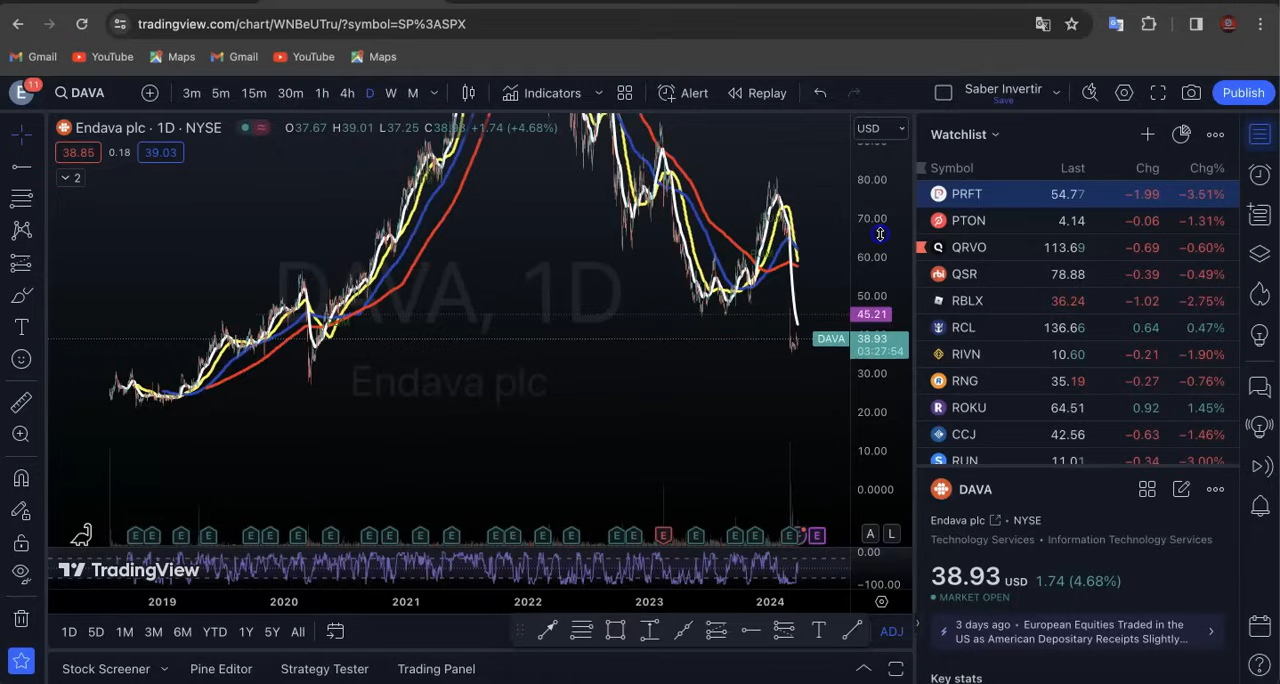 tradingview.com/chart/WNBeUTru/?symbol=SP%3ASPX
Gmail YouTube Maps Gmail YouTube Maps
E 11 DAVA 3m 5m 15m 30m 1h 4h D W M Indicators Alert Replay Saber Invertir Save Publish
Endava plc · 1D · NYSE O37.67 H39.01 L37.25 C38.93 +1.74 (+4.68%)
38.85 0.18 39.03
2
USD
80.00
70.00
60.00
50.00
45.21
DAVA 38.93
03:27:54
30.00
20.00
10.00
0.0000
DAVA, 1D
Endava plc
E E E E E E E E E E E E E E E E E E E E E E E E E
A L
0.00
−100.00
TradingView
2019 2020 2021 2022 2023 2024
1D 5D 1M 3M 6M YTD 1Y 5Y All T ADJ
Stock Screener Pine Editor Strategy Tester Trading Panel
Watchlist
Symbol Last Chg Chg%
PRFT 54.77 −1.99 −3.51%
PTON 4.14 −0.06 −1.31%
QRVO 113.69 −0.69 −0.60%
QSR 78.88 −0.39 −0.49%
RBLX 36.24 −1.02 −2.75%
RCL 136.66 0.64 0.47%
RIVN 10.60 −0.21 −1.90%
RNG 35.19 −0.27 −0.76%
ROKU 64.51 0.92 1.45%
CCJ 42.56 −0.63 −1.46%
RUN 11.01 −0.34 −3.00%
DAVA
Endava plc • NYSE
Technology Services • Information Technology Services
38.93 USD 1.74 (4.68%)
MARKET OPEN
3 days ago • European Equities Traded in the
US as American Depositary Receipts Slightly...
Key stats